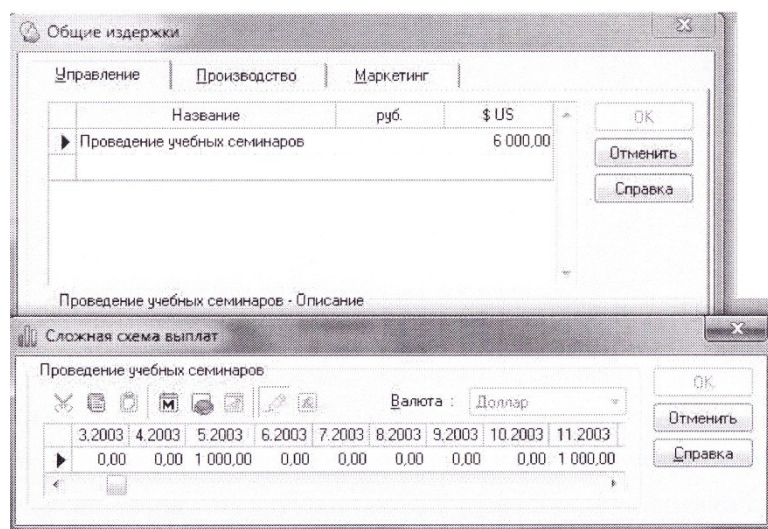 Общие издержки
Управление Производство Маркетинг
Название руб. $ US
OK
Проведение учебных семинаров 6 000,00
Отменить
Справка
Проведение учебных семинаров - Описание
Сложная схема выплат
Проведение учебных семинаров
OK
M Валюта : Доллар
Отменить
3.2003 4.2003 5.2003 6.2003 7.2003 8.2003 9.2003 10.2003 11.2003
0,00 0,00 1 000,00 0,00 0,00 0,00 0,00 0,00 1 000,00
Справка